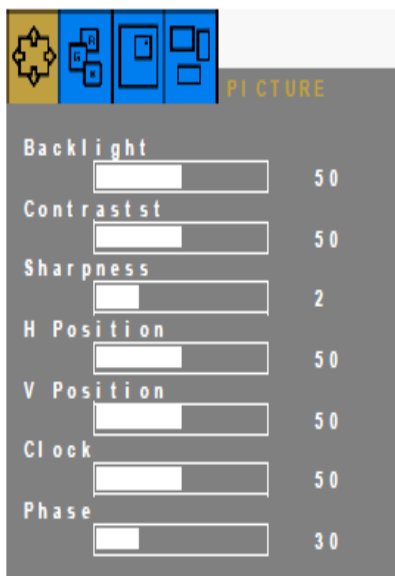 R
G
PICTURE
Backlight
50
Contrastst
50
Sharpness
2
H Position
50
V Position
50
Clock
50
Phase
30